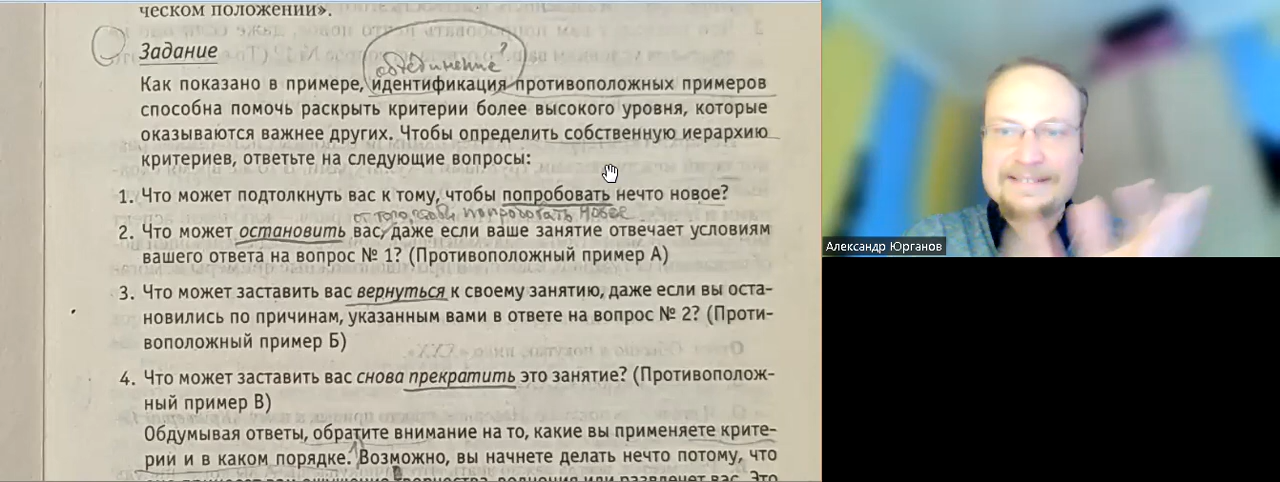 ческом положении».
Задание
объединение?
Как показано в примере, идентификация противоположных примеров
способна помочь раскрыть критерии более высокого уровня, которые
оказываются важнее других. Чтобы определить собственную иерархию
критериев, ответьте на следующие вопросы:
1. Что может подтолкнуть вас к тому, чтобы попробовать нечто новое?
от того, чтобы попробовать новое
2. Что может остановить вас, даже если ваше занятие отвечает условиям
вашего ответа на вопрос № 1? (Противоположный пример А)
3. Что может заставить вас вернуться к своему занятию, даже если вы оста-
новились по причинам, указанным вами в ответе на вопрос № 2? (Проти-
воположный пример Б)
4. Что может заставить вас снова прекратить это занятие? (Противополож-
ный пример В)
Обдумывая ответы, обратите внимание на то, какие вы применяете крите-
рии и в каком порядке. Возможно, вы начнете делать нечто потому, что
Александр Юрганов